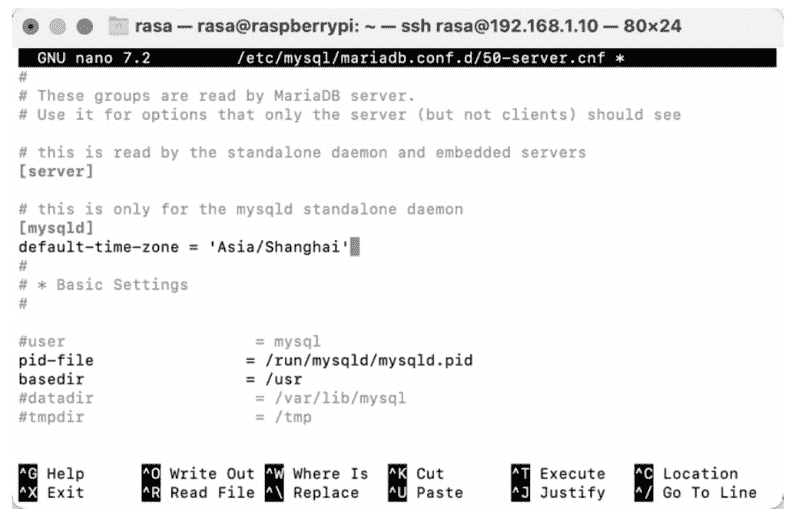 rasa — rasa@raspberrypi: ~ — ssh rasa@192.168.1.10 — 80×24
GNU nano 7.2 /etc/mysql/mariadb.conf.d/50-server.cnf *
#
# These groups are read by MariaDB server.
# Use it for options that only the server (but not clients) should see

# this is read by the standalone daemon and embedded servers
[server]

# this is only for the mysqld standalone daemon
[mysqld]
default-time-zone = 'Asia/Shanghai'
#
# * Basic Settings
#

#user = mysql
pid-file = /run/mysqld/mysqld.pid
basedir = /usr
#datadir = /var/lib/mysql
#tmpdir = /tmp

^G Help ^O Write Out ^W Where Is ^K Cut ^T Execute ^C Location
^X Exit ^R Read File ^\ Replace ^U Paste ^J Justify ^/ Go To Line